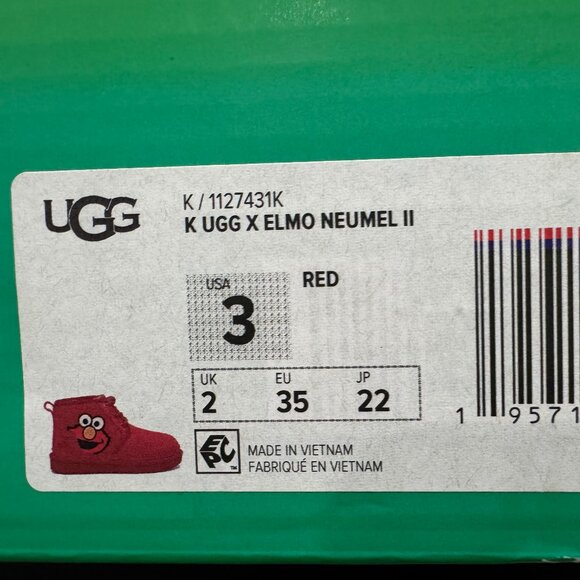 UGG
K / 1127431K
K UGG X ELMO NEUMEL II
USA
3
RED
UK EU JP
2 35 22
EPC™
MADE IN VIETNAM
FABRIQUÉ EN VIETNAM
1 9571